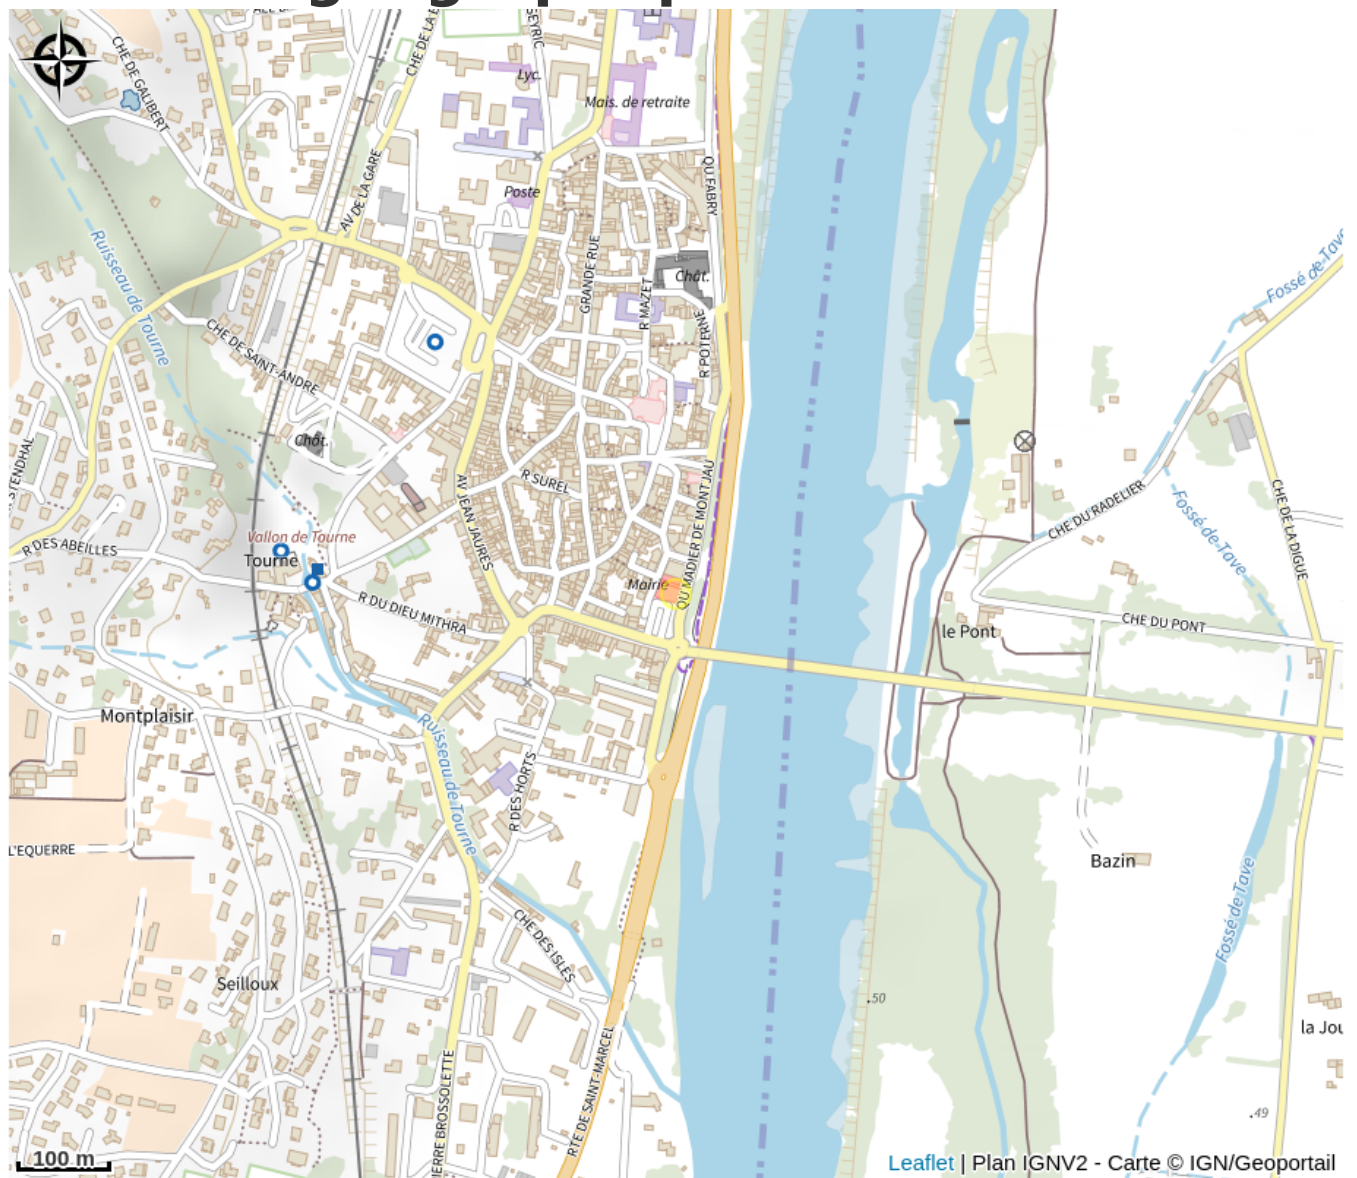 CHE DE GALIBERT
CHE DE LA
SEYRIC
Lyc.
Mais. de retraite
AV DE LA GARE
Poste
QU FABRY
Ruisseau de Tourne
GRANDE RUE
R MAZET
Chât.
R POTERNE
Fossé de Tave
CHE DE SAINT-ANDRE
STENDHAL
Chât.
AV JEAN JAURES
R SUREL
QU MADIER DE MONTJAU
CHE DU RADELIER
Fossé de Tave
CHE DE LA DIGUE
Vallon de Tourne
R DES ABEILLES
Tourne
Mairie
R DU DIEU MITHRA
le Pont
CHE DU PONT
Montplaisir
Ruisseau de Tourne
R DES HORTS
L'EQUERRE
Bazin
Fossé de Tave
CHE DES ISLES
Seilloux
.50
la Jou
RTE DE SAINT-MARCEL
IERRE BROSSOLETTE
.49
100 m
Leaflet | Plan IGNV2 - Carte © IGN/Geoportail